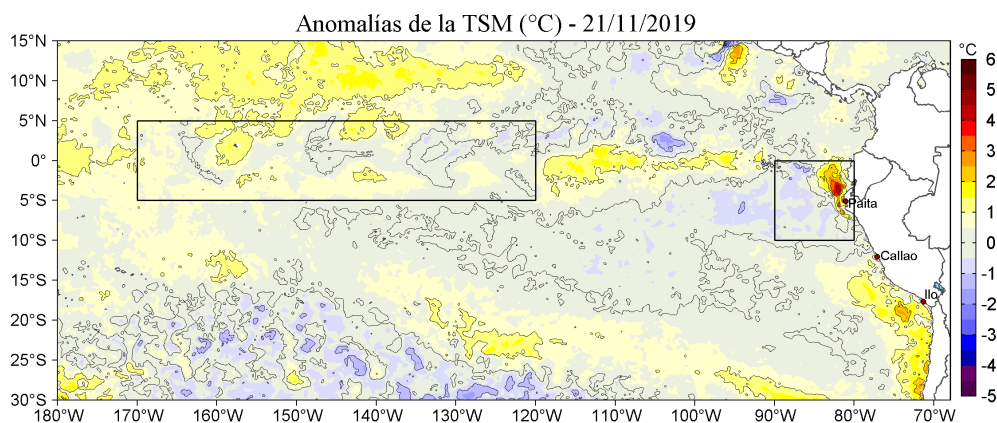 Anomalías de la TSM (°C) - 21/11/2019
15°N
10°N
5°N
0°
5°S
10°S
15°S
20°S
25°S
30°S
180°W
170°W
160°W
150°W
140°W
130°W
120°W
110°W
100°W
90°W
80°W
70°W
Paita
Callao
Ilo
°C
6
5
4
3
2
1
0
-1
-2
-3
-4
-5